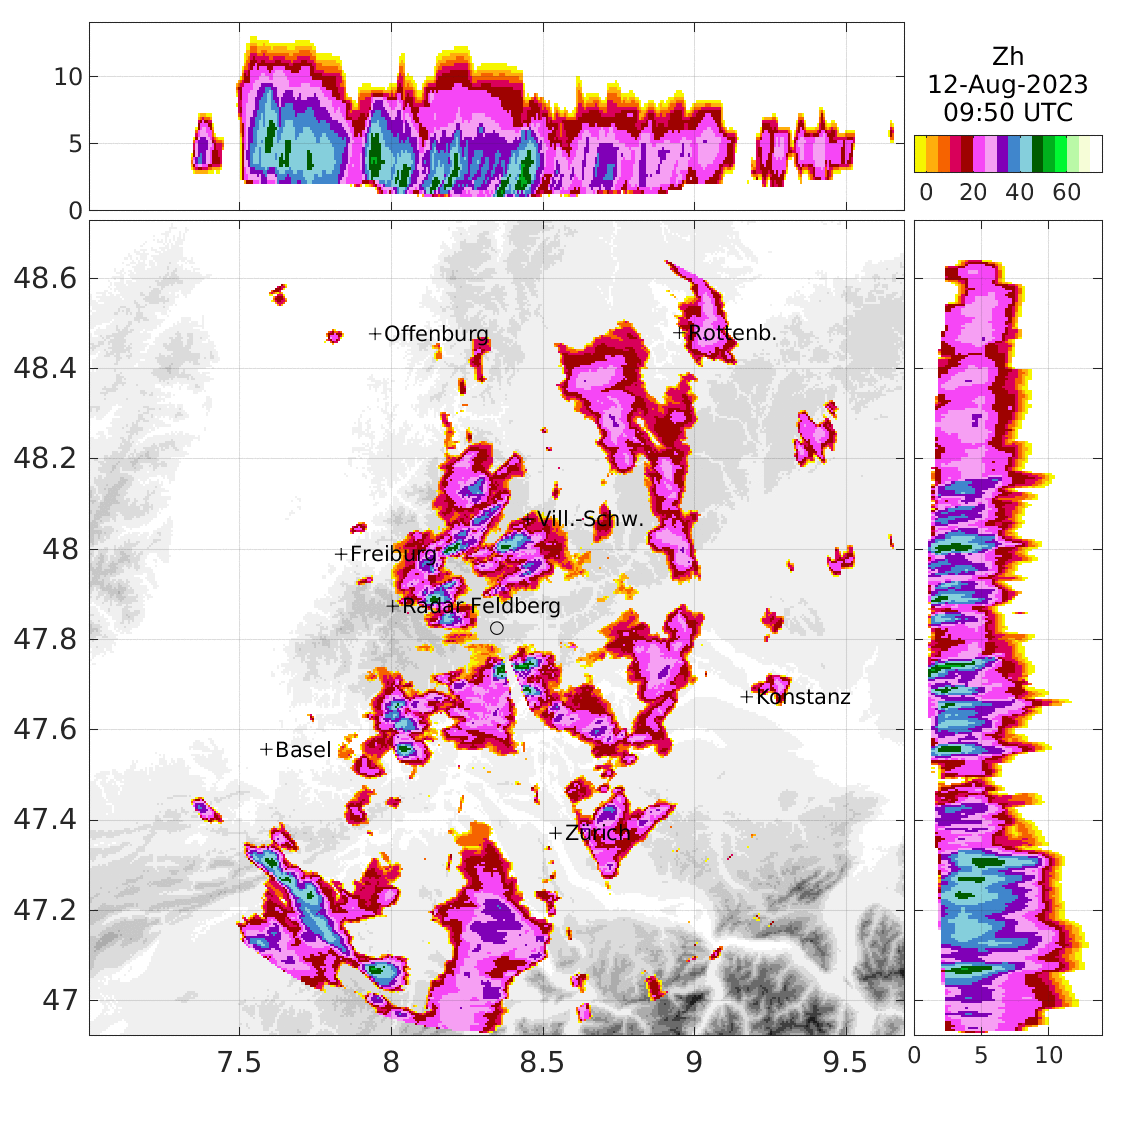 10
5
0
Zh
12-Aug-2023
09:50 UTC
0 20 40 60
48.6
48.4
48.2
48
47.8
47.6
47.4
47.2
47
+Offenburg
+Rottenb.
+Vill.-Schw.
+Freiburg
+Radar Feldberg
+Konstanz
+Basel
+Zürich
7.5 8 8.5 9 9.5
0 5 10